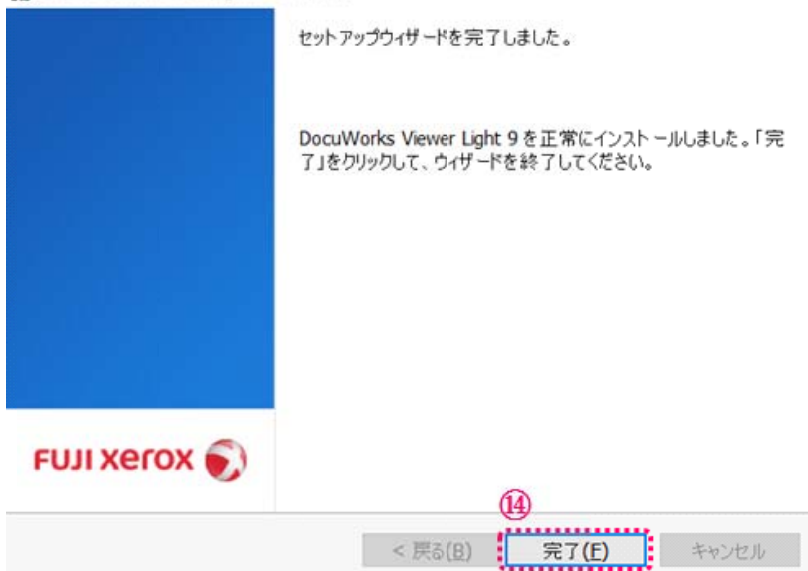 セットアップウィザードを完了しました。
DocuWorks Viewer Light 9 を正常にインストールしました。「完
了」をクリックして、ウィザードを終了してください。
FUJI xerox
⑭
< 戻る(B) 完了(F) キャンセル